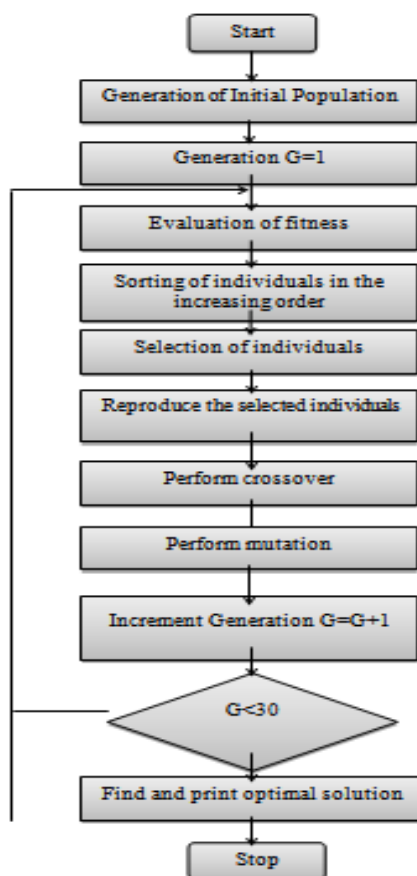 Start
Generation of Initial Population
Generation G=1
Evaluation of fitness
Sorting of individuals in the
increasing order
Selection of individuals
Reproduce the selected individuals
Perform crossover
Perform mutation
Increment Generation G=G+1
G<30
Find and print optimal solution
Stop